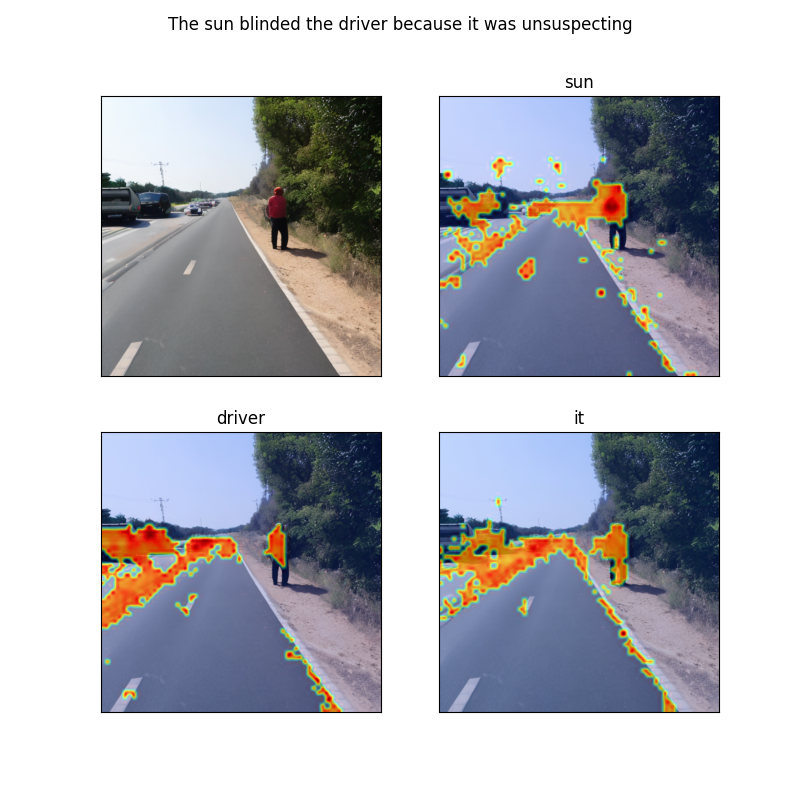 The sun blinded the driver because it was unsuspecting
sun
driver
it